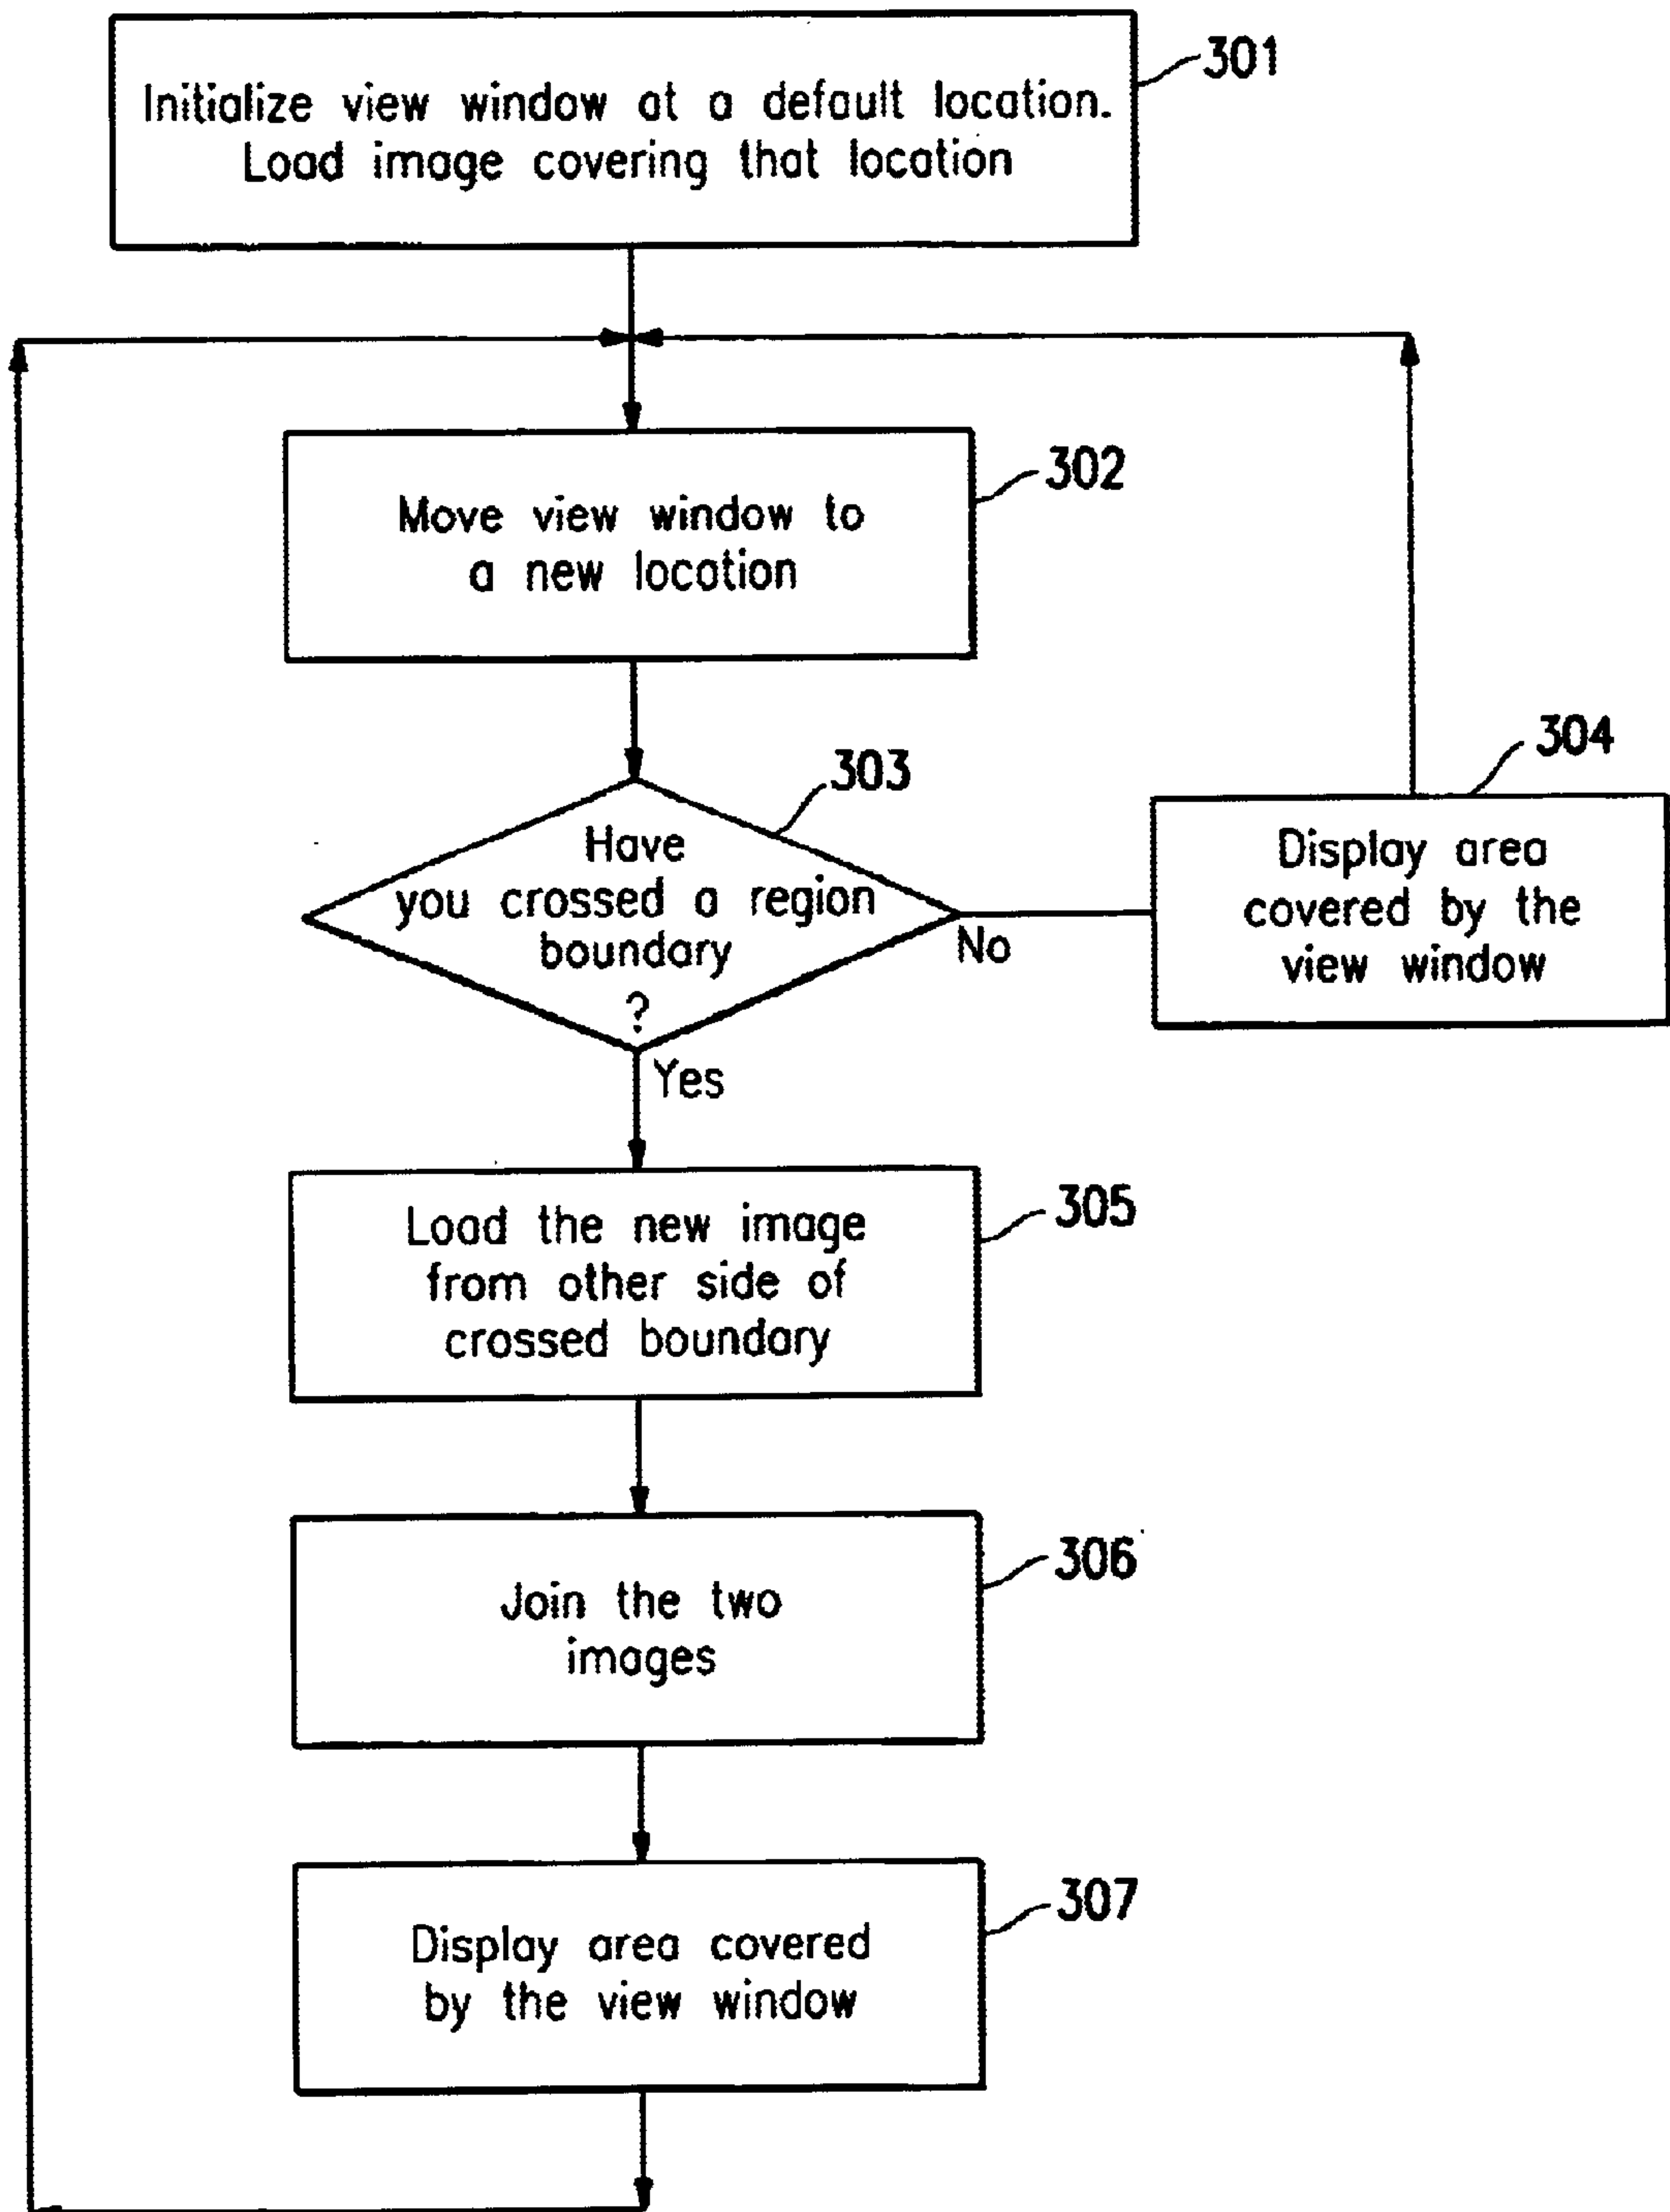 301
Initialize view window at a default location.
Load image covering that location
302
Move view window to
a new location
303
Have
you crossed a region
boundary
?
No
Yes
304
Display area
covered by the
view window
305
Load the new image
from other side of
crossed boundary
306
Join the two
images
307
Display area covered
by the view window